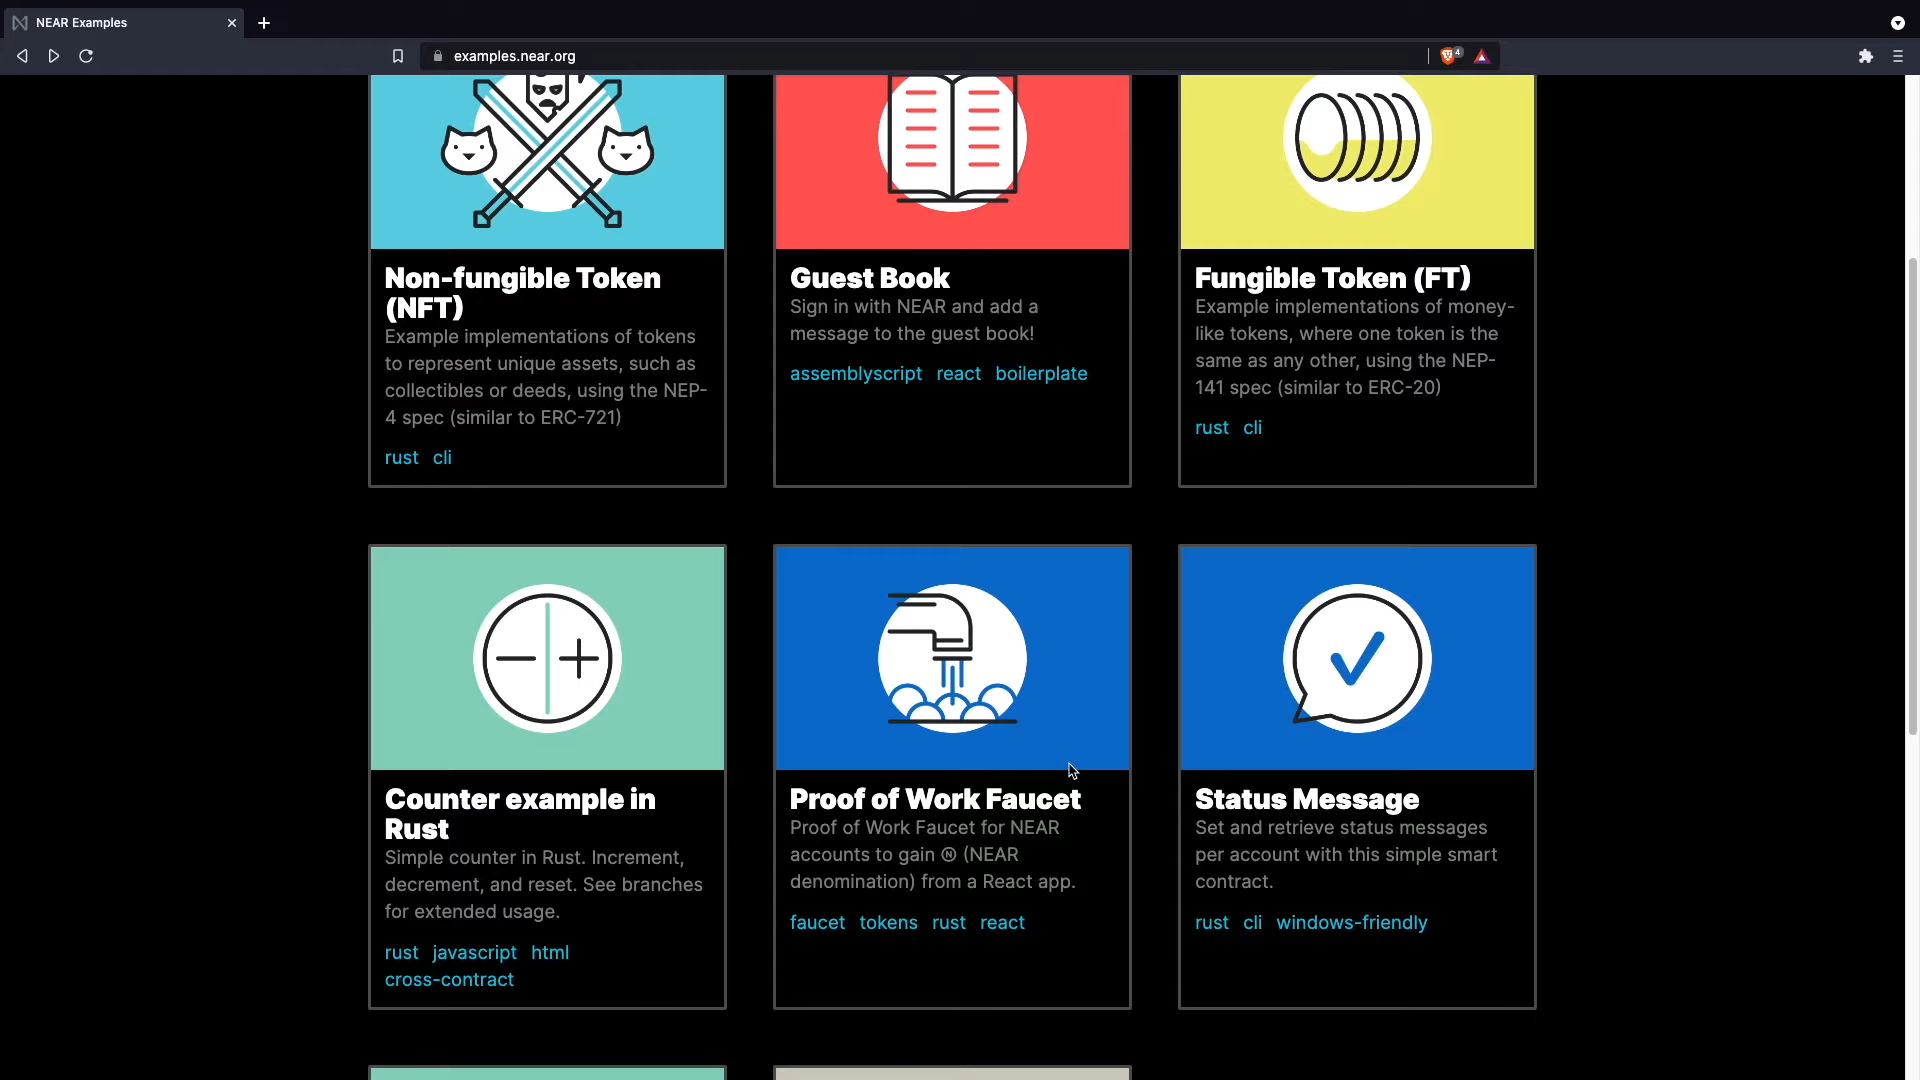 NEAR Examples
examples.near.org
4
Non-fungible Token
(NFT)
Example implementations of tokens
to represent unique assets, such as
collectibles or deeds, using the NEP-
4 spec (similar to ERC-721)
rust cli
Guest Book
Sign in with NEAR and add a
message to the guest book!
assemblyscript react boilerplate
Fungible Token (FT)
Example implementations of money-
like tokens, where one token is the
same as any other, using the NEP-
141 spec (similar to ERC-20)
rust cli
Counter example in
Rust
Simple counter in Rust. Increment,
decrement, and reset. See branches
for extended usage.
rust javascript html
cross-contract
Proof of Work Faucet
Proof of Work Faucet for NEAR
accounts to gain Ⓝ (NEAR
denomination) from a React app.
faucet tokens rust react
Status Message
Set and retrieve status messages
per account with this simple smart
contract.
rust cli windows-friendly